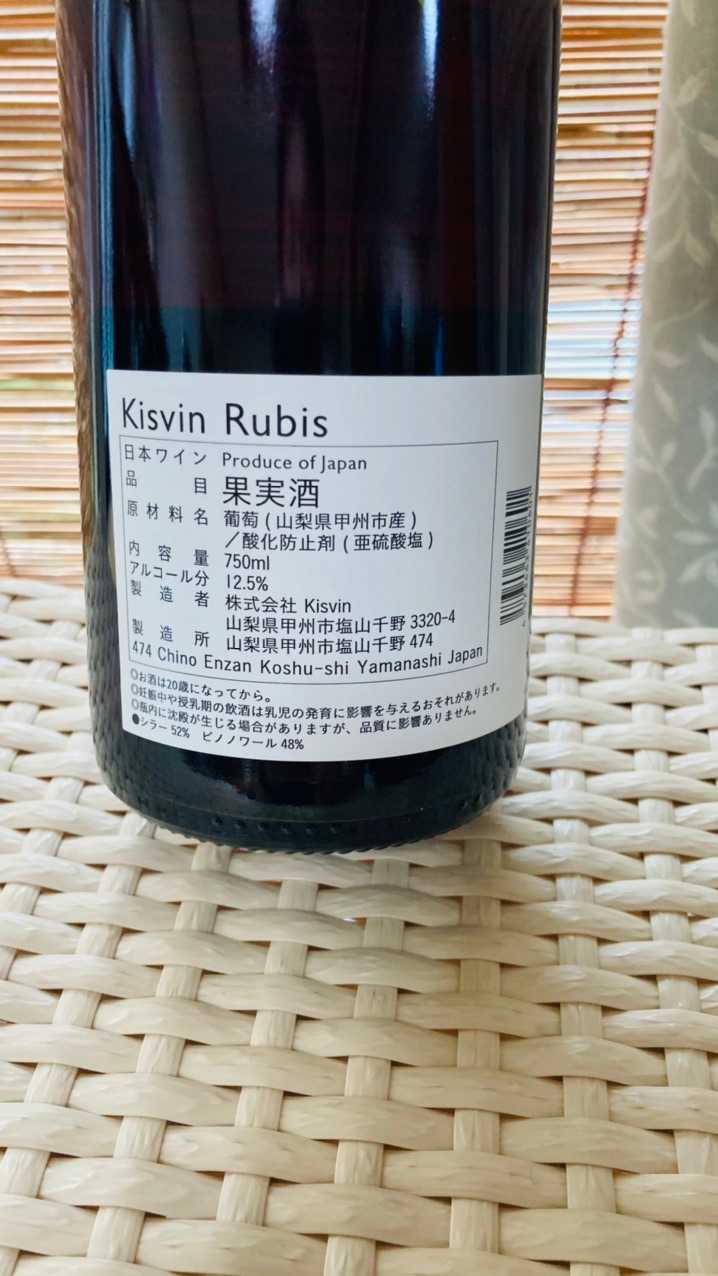 Kisvin Rubis
日本ワイン Produce of Japan
品目 果実酒
原材料名 葡萄(山梨県甲州市産)
／酸化防止剤(亜硫酸塩)
内容量 750ml
アルコール分 12.5%
製造者 株式会社 Kisvin
山梨県甲州市塩山千野 3320-4
製造所 山梨県甲州市塩山千野 474
474 Chino Enzan Koshu-shi Yamanashi Japan
◎お酒は20歳になってから。
◎妊娠中や授乳期の飲酒は乳児の発育に影響を与えるおそれがあります。
◎瓶内に沈殿が生じる場合がありますが、品質に影響ありません。
●シラー 52% ピノノワール 48%